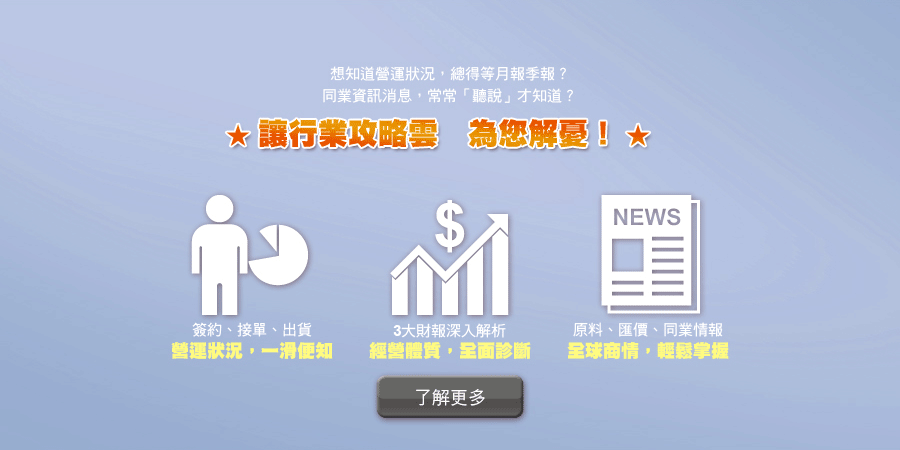 想知道營運狀況，總得等月報季報？
同業資訊消息，常常「聽說」才知道？
★ 讓行業攻略雲　為您解憂！ ★
$
NEWS
簽約、接單、出貨
營運狀況，一滑便知
3大財報深入解析
經營體質，全面診斷
原料、匯價、同業情報
全球商情，輕鬆掌握
了解更多